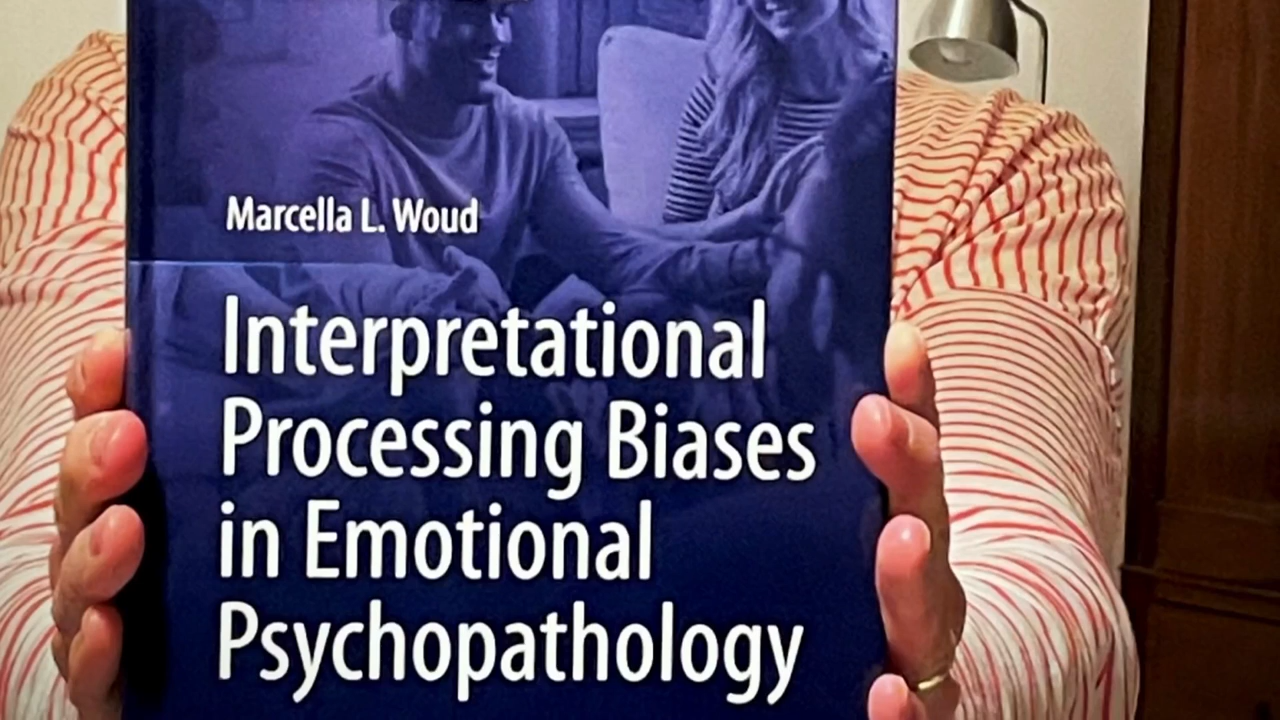 Marcella L. Woud
Interpretational
Processing Biases
in Emotional
Psychopathology